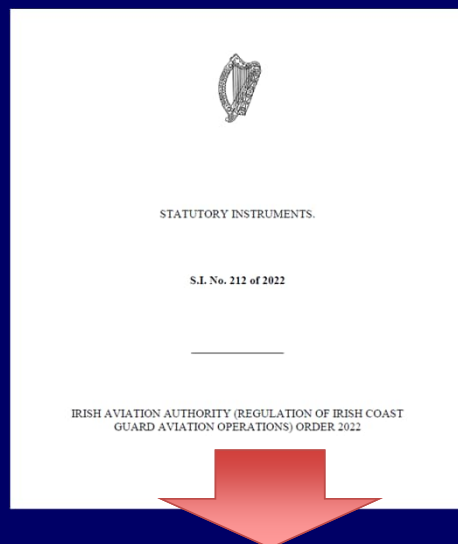 STATUTORY INSTRUMENTS.
S.I. No. 212 of 2022
IRISH AVIATION AUTHORITY (REGULATION OF IRISH COAST
GUARD AVIATION OPERATIONS) ORDER 2022